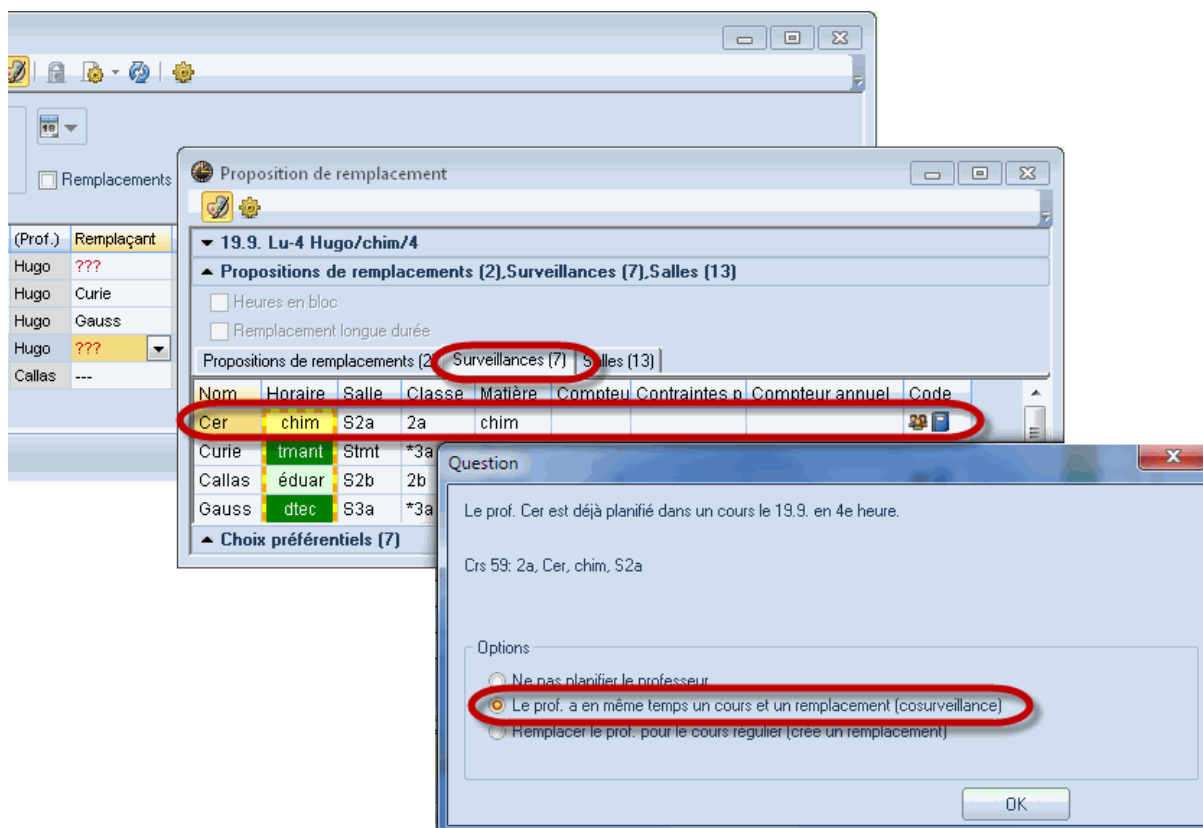 18
Remplacements
(Prof.) Remplaçant
Hugo ???
Hugo Curie
Hugo Gauss
Hugo ???
Callas ---
Proposition de remplacement
19.9. Lu-4 Hugo/chim/4
Propositions de remplacements (2),Surveillances (7),Salles (13)
Heures en bloc
Remplacement longue durée
Propositions de remplacements (2 Surveillances (7) Salles (13)
Nom Horaire Salle Classe Matière Compteu Contraintes p Compteur annuel Code
Cer chim S2a 2a chim
Curie tmant Stmt *3a
Callas éduar S2b 2b
Gauss dtec S3a *3a
Choix préférentiels (7)
Question
Le prof. Cer est déjà planifié dans un cours le 19.9. en 4e heure.
Crs 59: 2a, Cer, chim, S2a
Options
Ne pas planifier le professeur
Le prof. a en même temps un cours et un remplacement (cosurveillance)
Remplacer le prof. pour le cours régulier (crée un remplacement)
OK